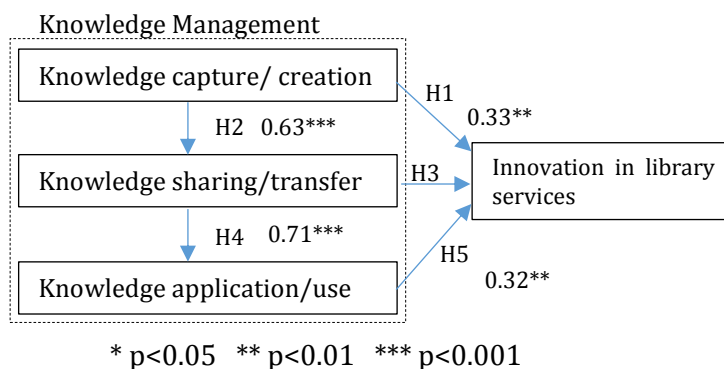 Knowledge Management
Knowledge capture/ creation
H1
0.33**
H2 0.63***
Knowledge sharing/transfer
H3
Innovation in library
services
H4 0.71***
H5
Knowledge application/use
0.32**
* p<0.05 ** p<0.01 *** p<0.001